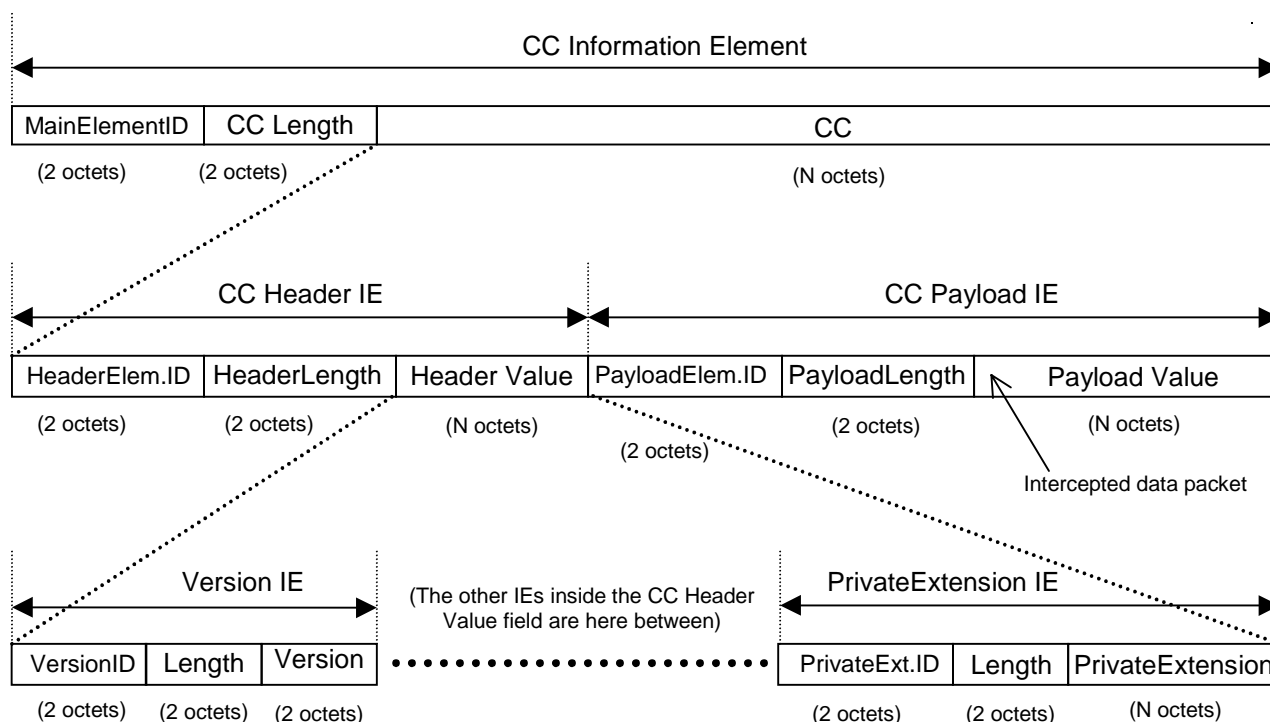 CC Information Element
MainElementID CC Length CC
(2 octets) (2 octets) (N octets)
CC Header IE CC Payload IE
HeaderElem.ID HeaderLength Header Value PayloadElem.ID PayloadLength Payload Value
(2 octets) (2 octets) (N octets) (2 octets) (2 octets) (N octets)
Intercepted data packet
Version IE (The other IEs inside the CC Header Value field are here between) PrivateExtension IE
VersionID Length Version PrivateExt.ID Length PrivateExtension
(2 octets) (2 octets) (2 octets) (2 octets) (2 octets) (N octets)